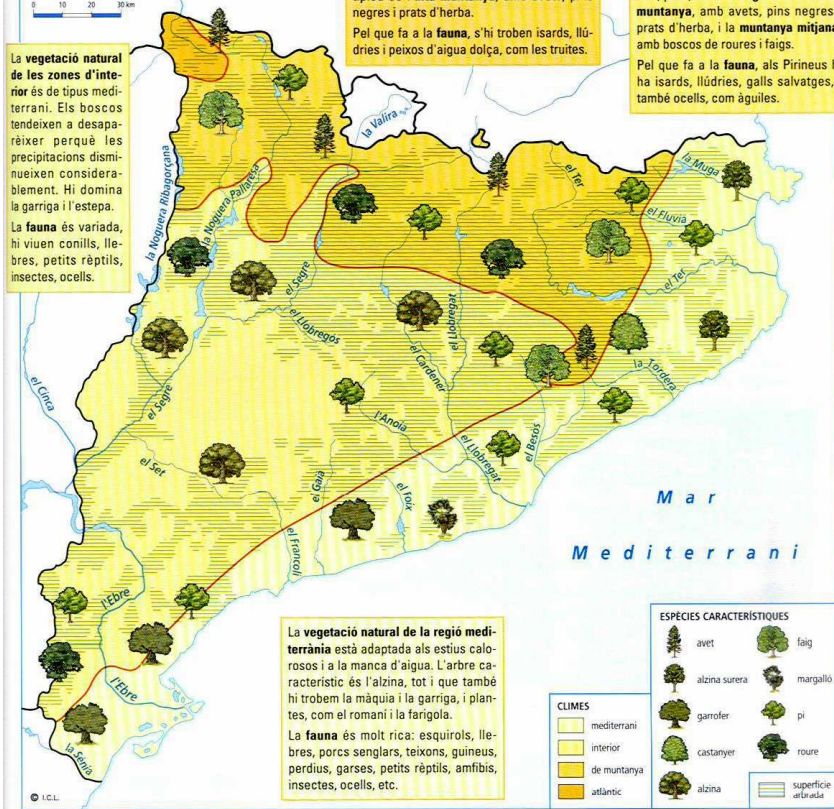 0 10 20 30 km
negres i prats d'herba.
Pel que fa a la fauna, s'hi troben isards, llú-
dries i peixos d'aigua dolça, com les truites.
muntanya, amb avets, pins negres
prats d'herba, i la muntanya mitjana
amb boscos de roures i faigs.
Pel que fa a la fauna, als Pirineus
ha isards, llúdries, galls salvatges,
també ocells, com àguiles.
La vegetació natural
de les zones d'inte-
rior és de tipus medi-
terrani. Els boscos
tendeixen a desapa-
rèixer perquè les
precipitacions dismi-
nueixen considera-
blement. Hi domina
la garriga i l'estepa.
La fauna és variada,
hi viuen conills, lle-
bres, petits rèptils,
insectes, ocells.
la Valira
la Noguera Ribagorçana
la Noguera Pallaresa
el Segre
el Ter
la Muga
el Fluvià
el Ter
el Llobregós
el Llobregat
el Cardener
la Tordera
el Cinca
el Segre
l'Anoia
el Llobregat
el Besòs
el Set
el Gaià
el Foix
el Francolí
l'Ebre
l'Ebre
la Sénia
Mar
Mediterrani
La vegetació natural de la regió medi-
terrània està adaptada als estius calo-
rosos i a la manca d'aigua. L'arbre ca-
racterístic és l'alzina, tot i que també
hi trobem la màquia i la garriga, i plan-
tes, com el romaní i la farigola.
La fauna és molt rica: esquirols, lle-
bres, porcs senglars, teixons, guineus,
perdius, garses, petits rèptils, amfibis,
insectes, ocells, etc.
CLIMES
mediterrani
interior
de muntanya
atlàntic
ESPÈCIES CARACTERÍSTIQUES
avet
alzina surera
garrofer
castanyer
alzina
faig
margalló
pi
roure
superfície
arbrada
© I.C.L.